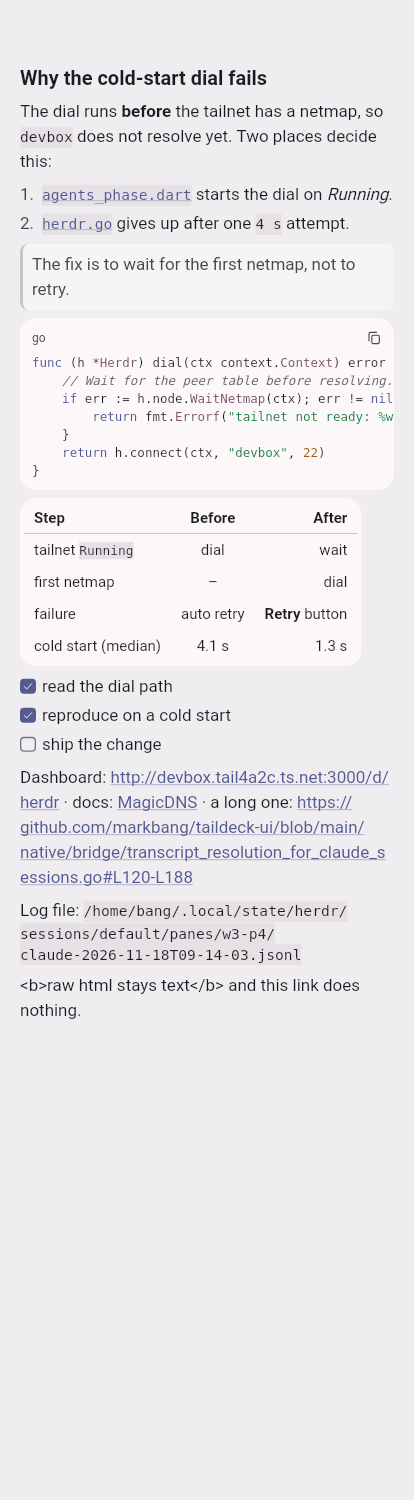 Why the cold-start dial fails
The dial runs before the tailnet has a netmap, so
devbox does not resolve yet. Two places decide
this:
1. agents_phase.dart starts the dial on Running.
2. herdr.go gives up after one 4 s attempt.
The fix is to wait for the first netmap, not to
retry.
go
func (h *Herdr) dial(ctx context.Context) error
// Wait for the peer table before resolving.
if err := h.node.WaitNetmap(ctx); err != nil
return fmt.Errorf("tailnet not ready: %w
}
return h.connect(ctx, "devbox", 22)
}
Step Before After
tailnet Running dial wait
first netmap – dial
failure auto retry Retry button
cold start (median) 4.1 s 1.3 s
read the dial path
reproduce on a cold start
ship the change
Dashboard: http://devbox.tail4a2c.ts.net:3000/d/
herdr · docs: MagicDNS · a long one: https://
github.com/markbang/taildeck-ui/blob/main/
native/bridge/transcript_resolution_for_claude_s
essions.go#L120-L188
Log file: /home/bang/.local/state/herdr/
sessions/default/panes/w3-p4/
claude-2026-11-18T09-14-03.jsonl
<b>raw html stays text</b> and this link does
nothing.